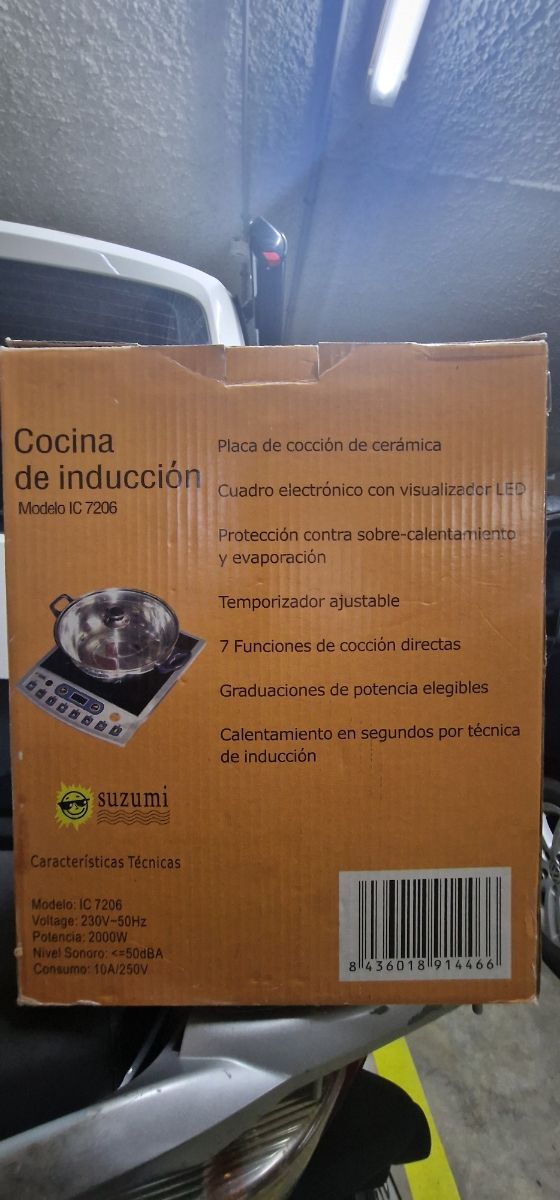 Cocina
de inducción
Modelo IC 7206
Placa de cocción de cerámica
Cuadro electrónico con visualizador LED
Protección contra sobre-calentamiento
y evaporación
Temporizador ajustable
7 Funciones de cocción directas
Graduaciones de potencia elegibles
Calentamiento en segundos por técnica
de inducción
suzumi
Características Técnicas
Modelo: IC 7206
Voltage: 230V~50Hz
Potencia: 2000W
Nivel Sonoro: <=50dBA
Consumo: 10A/250V
8 436018 914466